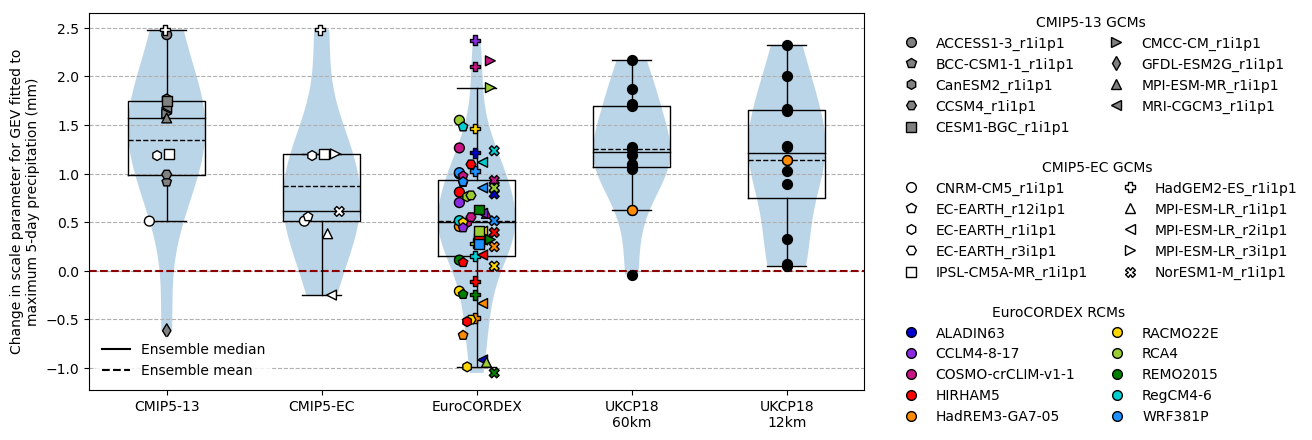 Change in scale parameter for GEV fitted to
maximum 5-day precipitation (mm)
2.5
2.0
1.5
1.0
0.5
0.0
−0.5
−1.0
Ensemble median
Ensemble mean
CMIP5-13
CMIP5-EC
EuroCORDEX
UKCP18
60km
UKCP18
12km
CMIP5-13 GCMs
ACCESS1-3_r1i1p1
BCC-CSM1-1_r1i1p1
CanESM2_r1i1p1
CCSM4_r1i1p1
CESM1-BGC_r1i1p1
CMCC-CM_r1i1p1
GFDL-ESM2G_r1i1p1
MPI-ESM-MR_r1i1p1
MRI-CGCM3_r1i1p1
CMIP5-EC GCMs
CNRM-CM5_r1i1p1
EC-EARTH_r12i1p1
EC-EARTH_r1i1p1
EC-EARTH_r3i1p1
IPSL-CM5A-MR_r1i1p1
HadGEM2-ES_r1i1p1
MPI-ESM-LR_r1i1p1
MPI-ESM-LR_r2i1p1
MPI-ESM-LR_r3i1p1
NorESM1-M_r1i1p1
EuroCORDEX RCMs
ALADIN63
CCLM4-8-17
COSMO-crCLIM-v1-1
HIRHAM5
HadREM3-GA7-05
RACMO22E
RCA4
REMO2015
RegCM4-6
WRF381P